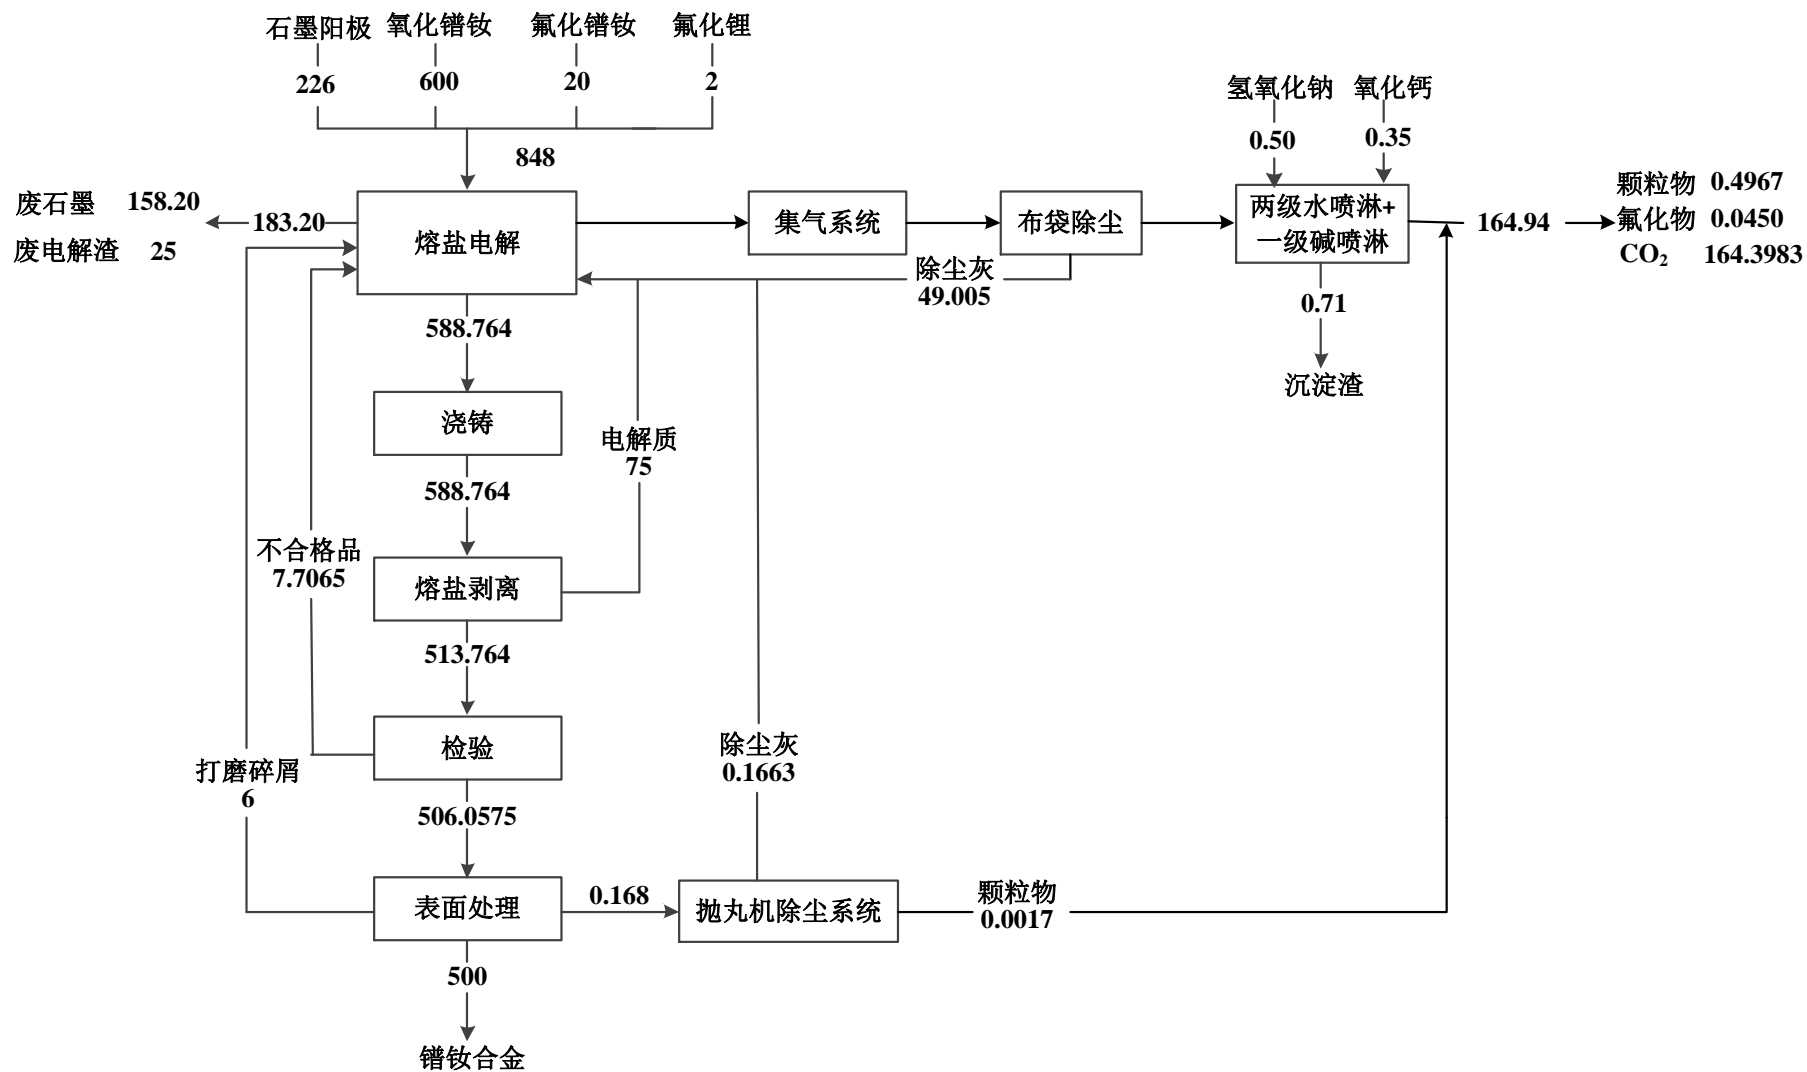 石墨阳极 氧化镨钕 氟化镨钕 氟化锂
226 600 20 2
848
氢氧化钠 氧化钙
0.50 0.35
废石墨 158.20
183.20
废电解渣 25
熔盐电解
集气系统
布袋除尘
两级水喷淋+
一级碱喷淋
164.94
颗粒物 0.4967
氟化物 0.0450
CO₂ 164.3983
除尘灰
49.005
0.71
沉淀渣
588.764
浇铸
588.764
电解质
75
熔盐剥离
不合格品
7.7065
513.764
检验
除尘灰
0.1663
打磨碎屑
6
506.0575
表面处理
0.168
抛丸机除尘系统
颗粒物
0.0017
500
镨钕合金